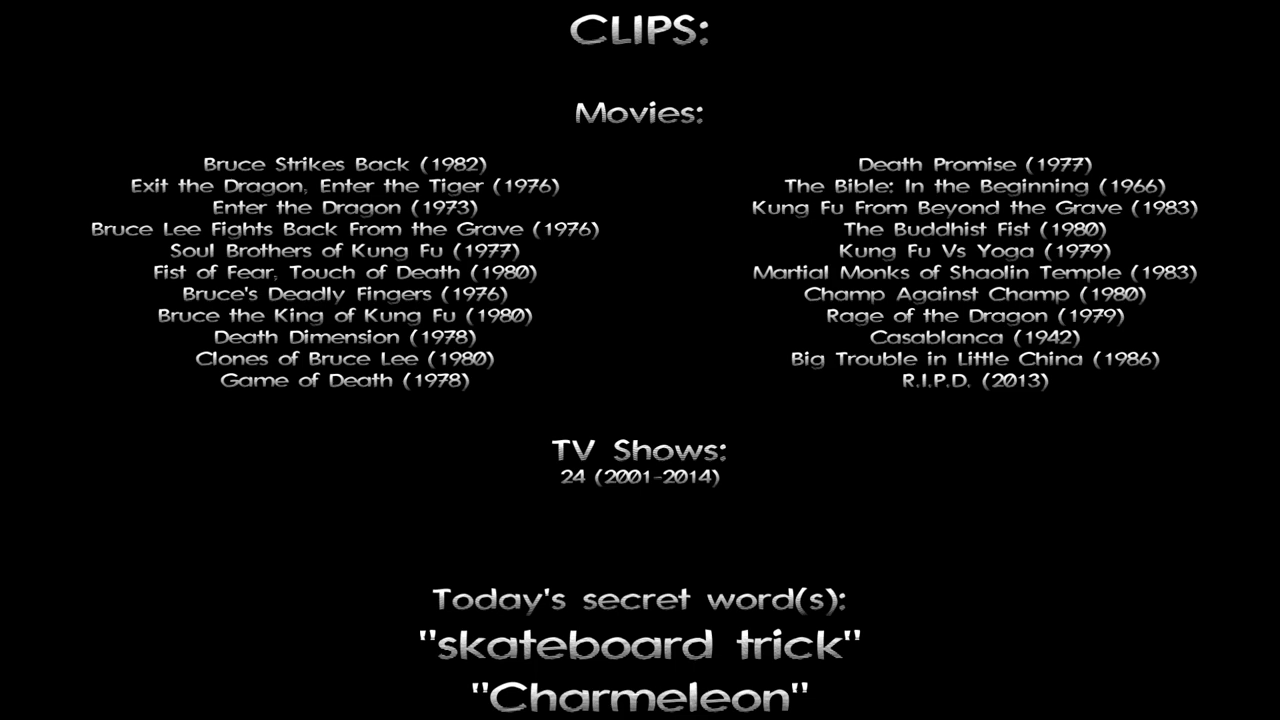 CLIPS:
Movies:
Bruce Strikes Back (1982)
Exit the Dragon, Enter the Tiger (1976)
Enter the Dragon (1973)
Bruce Lee Fights Back From the Grave (1976)
Soul Brothers of Kung Fu (1977)
Fist of Fear, Touch of Death (1980)
Bruce's Deadly Fingers (1976)
Bruce the King of Kung Fu (1980)
Death Dimension (1978)
Clones of Bruce Lee (1980)
Game of Death (1978)
Death Promise (1977)
The Bible: In the Beginning (1966)
Kung Fu From Beyond the Grave (1983)
The Buddhist Fist (1980)
Kung Fu Vs Yoga (1979)
Martial Monks of Shaolin Temple (1983)
Champ Against Champ (1980)
Rage of the Dragon (1979)
Casablanca (1942)
Big Trouble in Little China (1986)
R.I.P.D. (2013)
TV Shows:
24 (2001-2014)
Today's secret word(s):
"skateboard trick"
"Charmeleon"